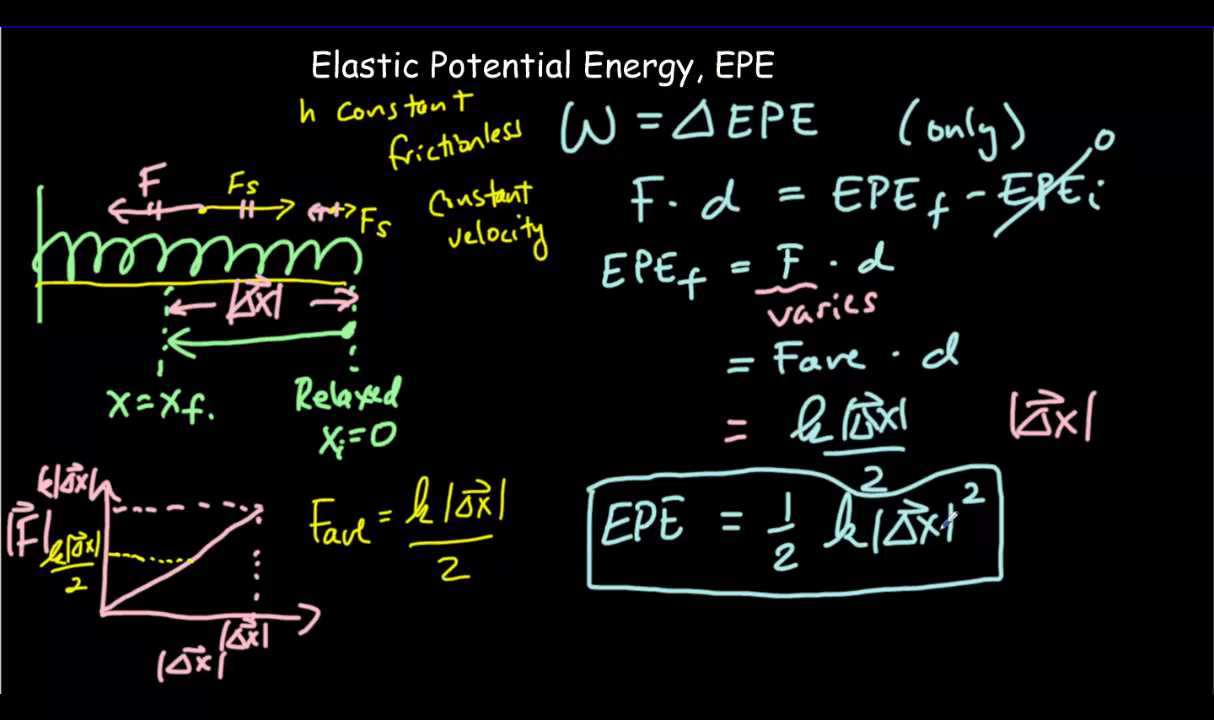 Elastic Potential Energy, EPE
h constant
frictionless
constant
velocity
F
Fs
Fs
|Δx⃗|
x = xf.
Relaxed
xi = 0
W = ΔEPE (only)
F · d = EPEf - EPEi 0
EPEf = F · d
varies
= Fave · d
= k|Δx⃗|/2 |Δx⃗|
EPE = 1/2 k|Δx⃗|²
k|Δx⃗|
|F⃗|
k|Δx⃗|/2
|Δx⃗|
|Δx⃗|
Fave = k|Δx⃗|/2